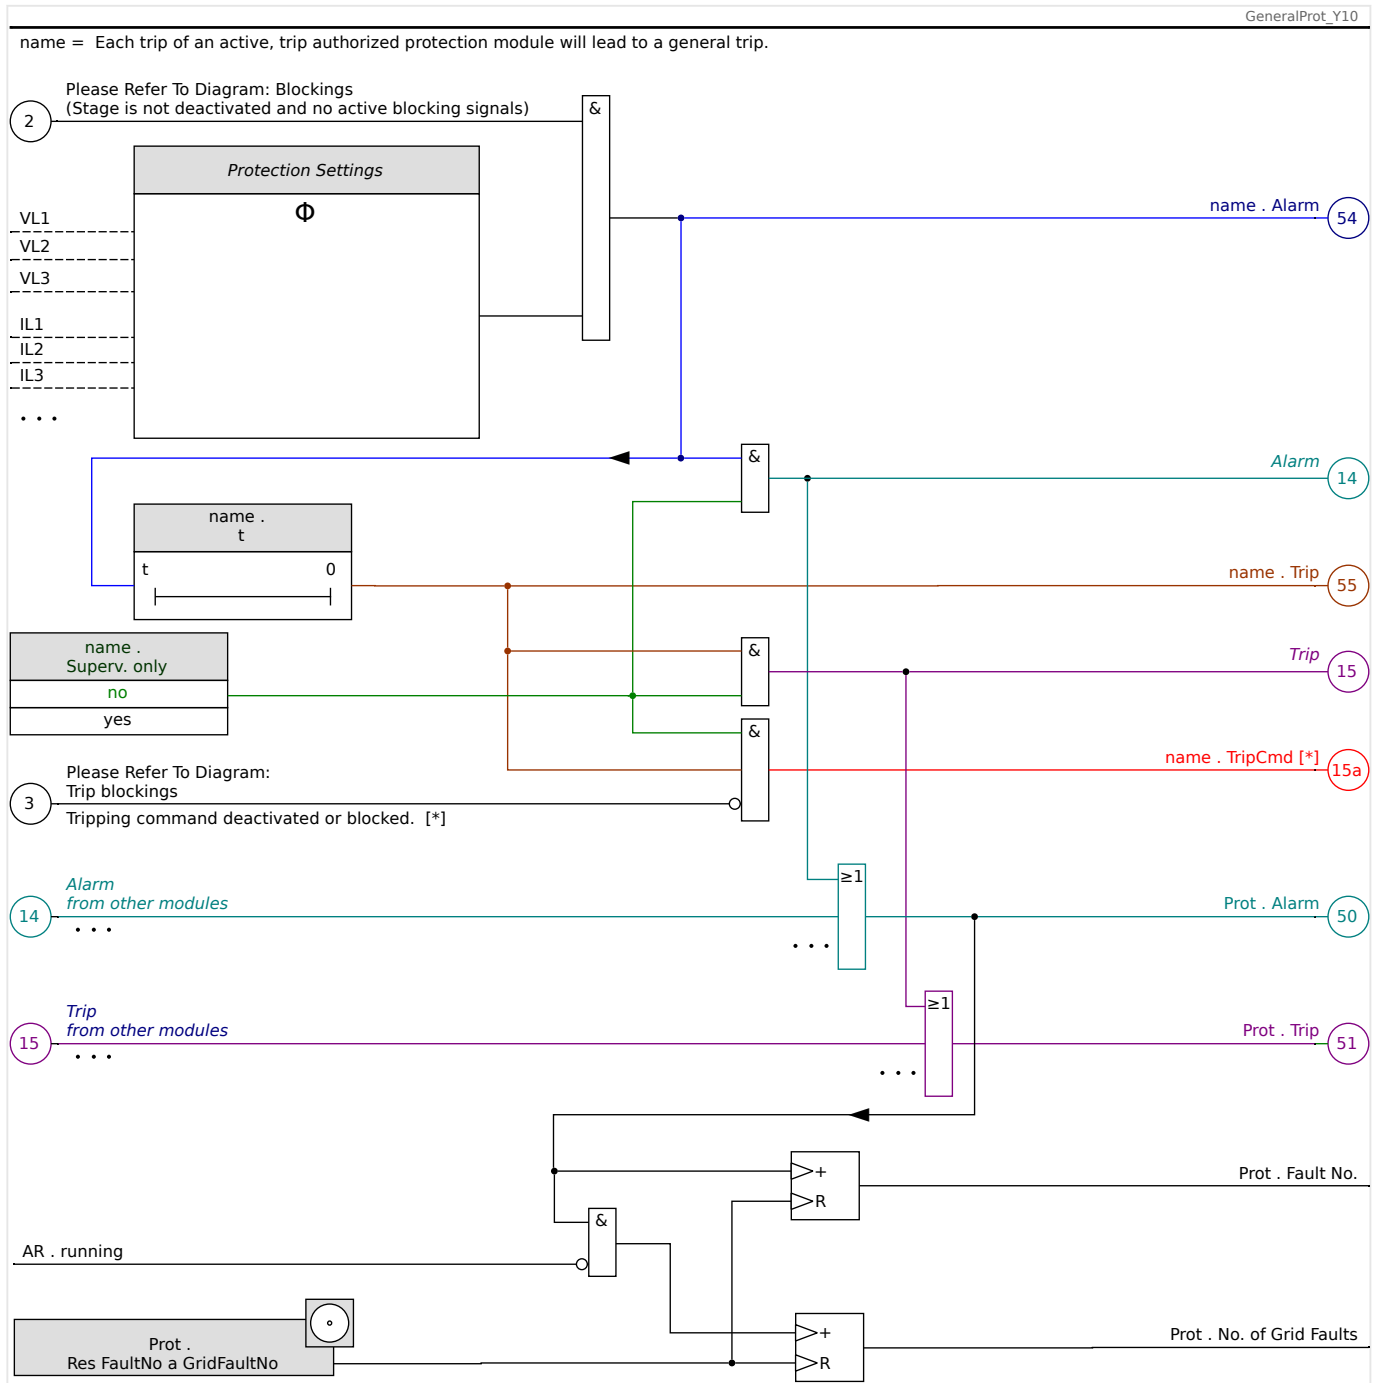 GeneralProt_Y10
name =  Each trip of an active, trip authorized protection module will lead to a general trip.
Please Refer To Diagram: Blockings
(Stage is not deactivated and no active blocking signals)
2
&
Protection Settings
Φ
VL1
VL2
VL3
IL1
IL2
IL3
. . .
name . Alarm
54
&
Alarm
14
name .
t
t 0
name . Trip
55
name .
Superv. only
no
yes
&
Trip
15
&
name . TripCmd [*]
15a
Please Refer To Diagram:
Trip blockings
3
Tripping command deactivated or blocked.  [*]
Alarm
from other modules
14
. . .
≥1
. . .
Prot . Alarm
50
Trip
from other modules
15
. . .
≥1
. . .
Prot . Trip
51
+
R
Prot . Fault No.
&
AR . running
Prot .
Res FaultNo a GridFaultNo
+
R
Prot . No. of Grid Faults